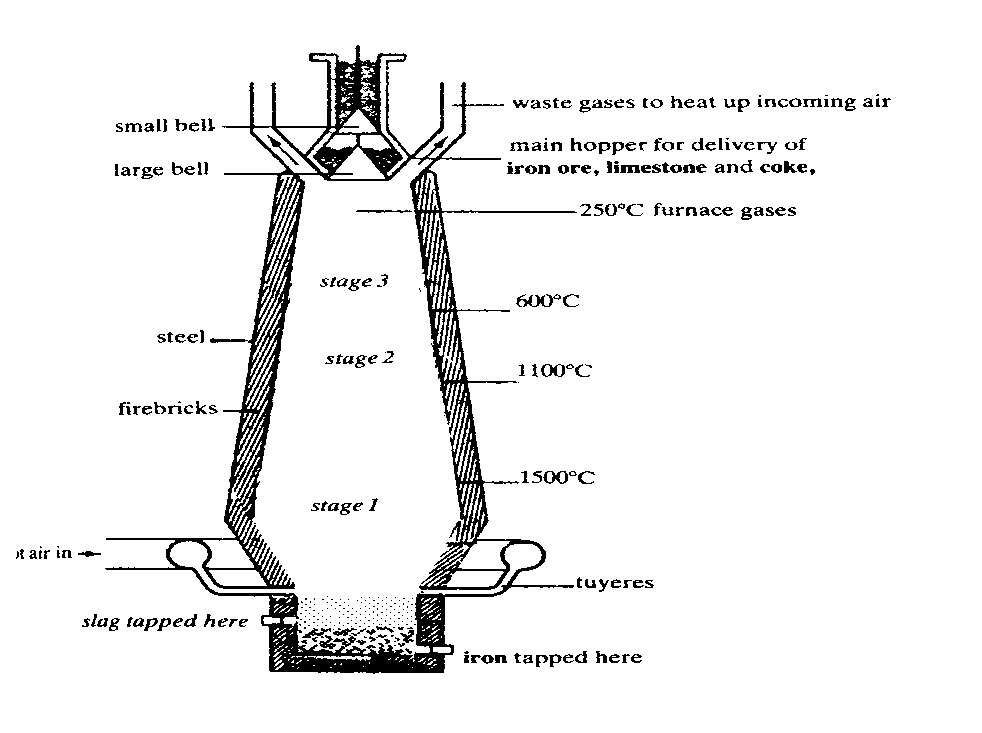 waste gases to heat up incoming air
small bell
main hopper for delivery of
large bell
iron ore, limestone and coke,
250°C furnace gases
stage 3
600°C
steel
stage 2
1100°C
firebricks
1500°C
stage 1
air in
tuyeres
slag tapped here
iron tapped here